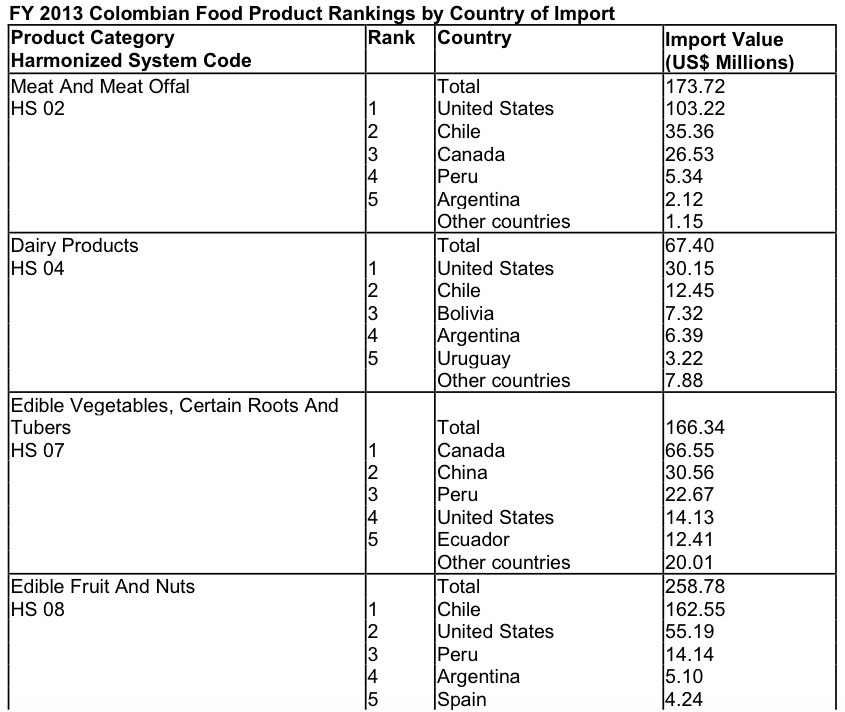 FY 2013 Colombian Food Product Rankings by Country of Import
Product Category Rank Country Import Value
Harmonized System Code (US$ Millions)
Meat And Meat Offal Total 173.72
HS 02 1 United States 103.22
2 Chile 35.36
3 Canada 26.53
4 Peru 5.34
5 Argentina 2.12
Other countries 1.15
Dairy Products Total 67.40
HS 04 1 United States 30.15
2 Chile 12.45
3 Bolivia 7.32
4 Argentina 6.39
5 Uruguay 3.22
Other countries 7.88
Edible Vegetables, Certain Roots And
Tubers Total 166.34
HS 07 1 Canada 66.55
2 China 30.56
3 Peru 22.67
4 United States 14.13
5 Ecuador 12.41
Other countries 20.01
Edible Fruit And Nuts Total 258.78
HS 08 1 Chile 162.55
2 United States 55.19
3 Peru 14.14
4 Argentina 5.10
5 Spain 4.24